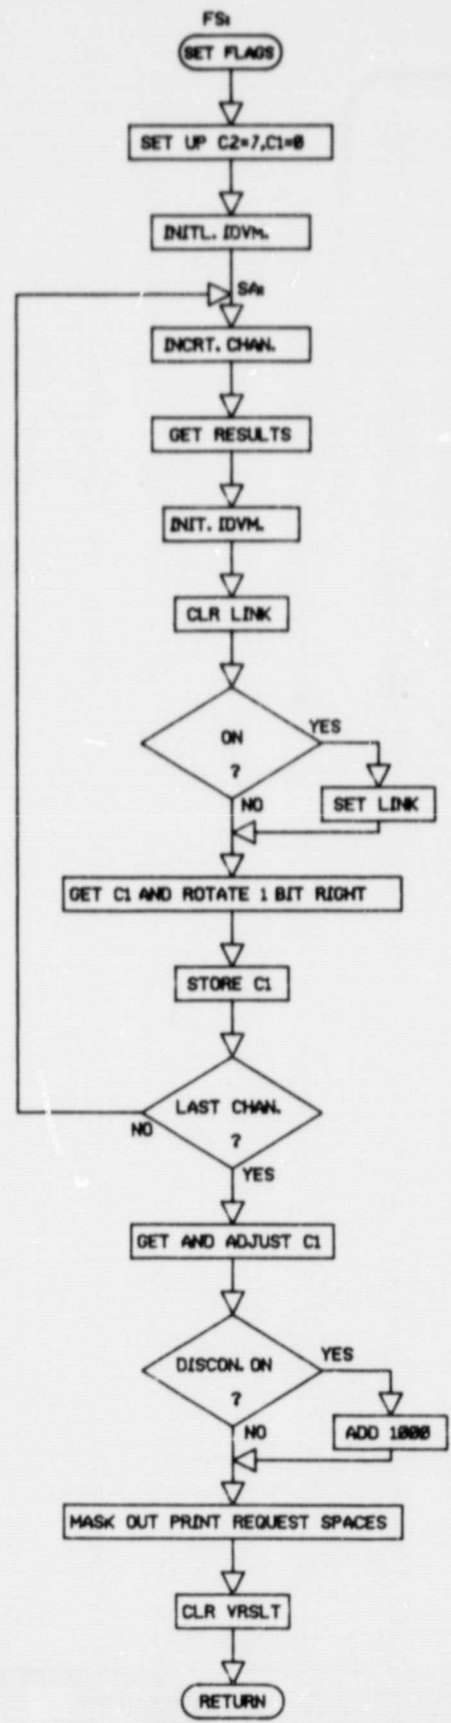 FS:
SET FLAGS
SET UP C2=7,C1=0
INITL. IDVM.
SA:
INCRT. CHAN.
GET RESULTS
INIT. IDVM.
CLR LINK
ON
?
YES
SET LINK
NO
GET C1 AND ROTATE 1 BIT RIGHT
STORE C1
LAST CHAN.
?
NO
YES
GET AND ADJUST C1
DISCON. ON
?
YES
ADD 1000
NO
MASK OUT PRINT REQUEST SPACES
CLR VRSLT
RETURN